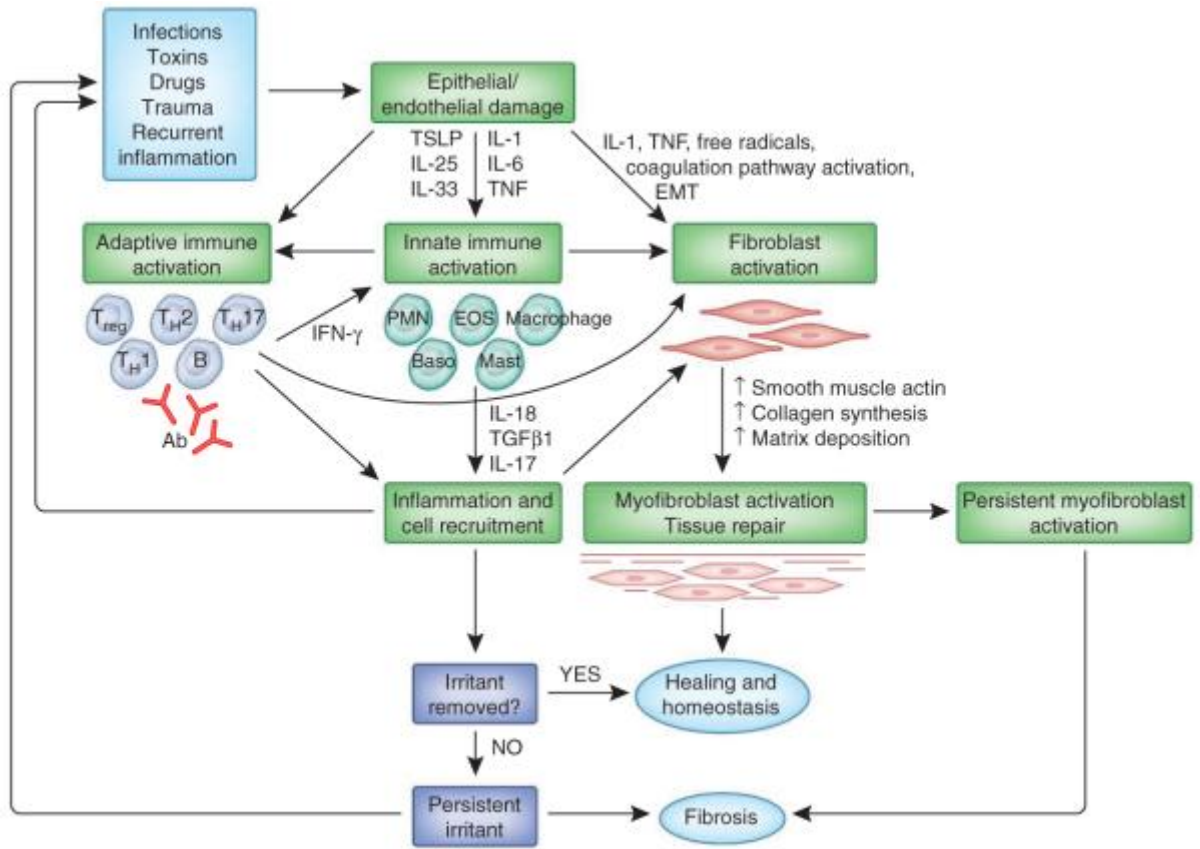 Infections
Toxins
Drugs
Trauma
Recurrent
inflammation
Epithelial/
endothelial damage
TSLP
IL-25
IL-33
IL-1
IL-6
TNF
IL-1, TNF, free radicals,
coagulation pathway activation,
EMT
Adaptive immune
activation
Innate immune
activation
Fibroblast
activation
Treg
TH2
TH17
TH1
B
Ab
IFN-γ
PMN
EOS
Macrophage
Baso
Mast
IL-18
TGFβ1
IL-17
↑ Smooth muscle actin
↑ Collagen synthesis
↑ Matrix deposition
Inflammation and
cell recruitment
Myofibroblast activation
Tissue repair
Persistent myofibroblast
activation
Irritant
removed?
YES
Healing and
homeostasis
NO
Persistent
irritant
Fibrosis